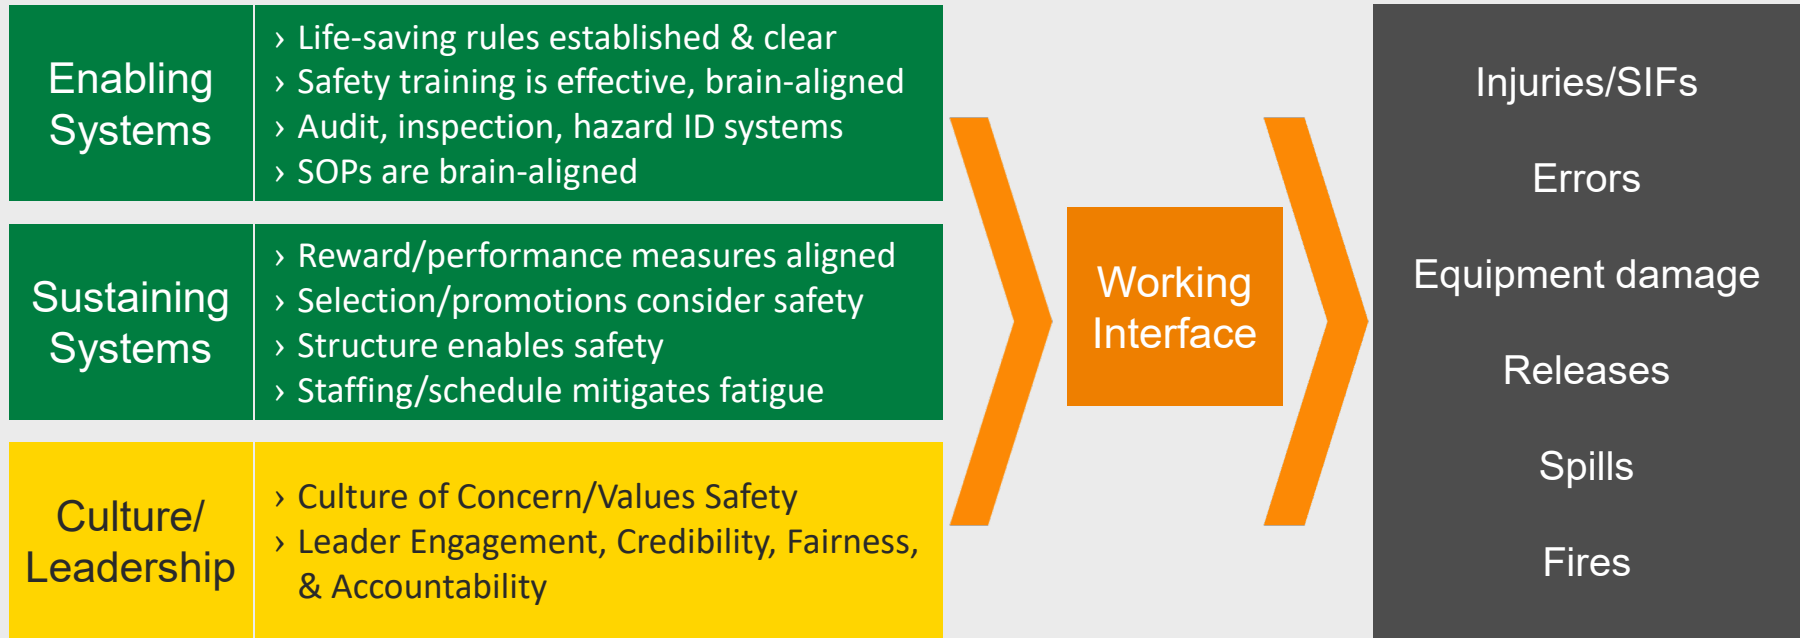 Enabling
Systems
› Life-saving rules established & clear
› Safety training is effective, brain-aligned
› Audit, inspection, hazard ID systems
› SOPs are brain-aligned
Sustaining
Systems
› Reward/performance measures aligned
› Selection/promotions consider safety
› Structure enables safety
› Staffing/schedule mitigates fatigue
Culture/
Leadership
› Culture of Concern/Values Safety
› Leader Engagement, Credibility, Fairness,
& Accountability
Working
Interface
Injuries/SIFs
Errors
Equipment damage
Releases
Spills
Fires